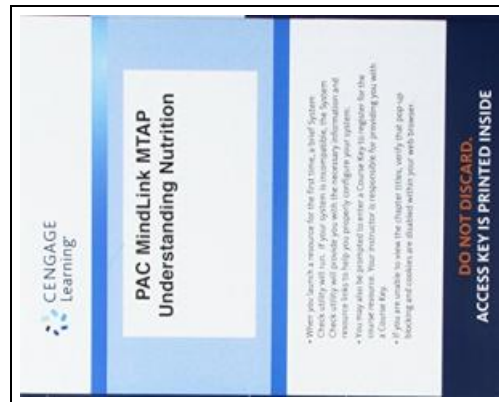 CENGAGE
Learning
PAC MindLink MTAP
Understanding Nutrition
• When you launch a resource for the first time, a brief System
Check utility will run. If your system is incompatible, the System
Check utility will provide you with the necessary information and
resource links to help you properly configure your system.
• You may also be prompted to enter a Course Key to register for the
course resource. Your instructor is responsible for providing you with
a Course Key.
• If you are unable to view the chapter titles, verify that pop-up
blocking and cookies are disabled within your web browser.
DO NOT DISCARD.
ACCESS KEY IS PRINTED INSIDE